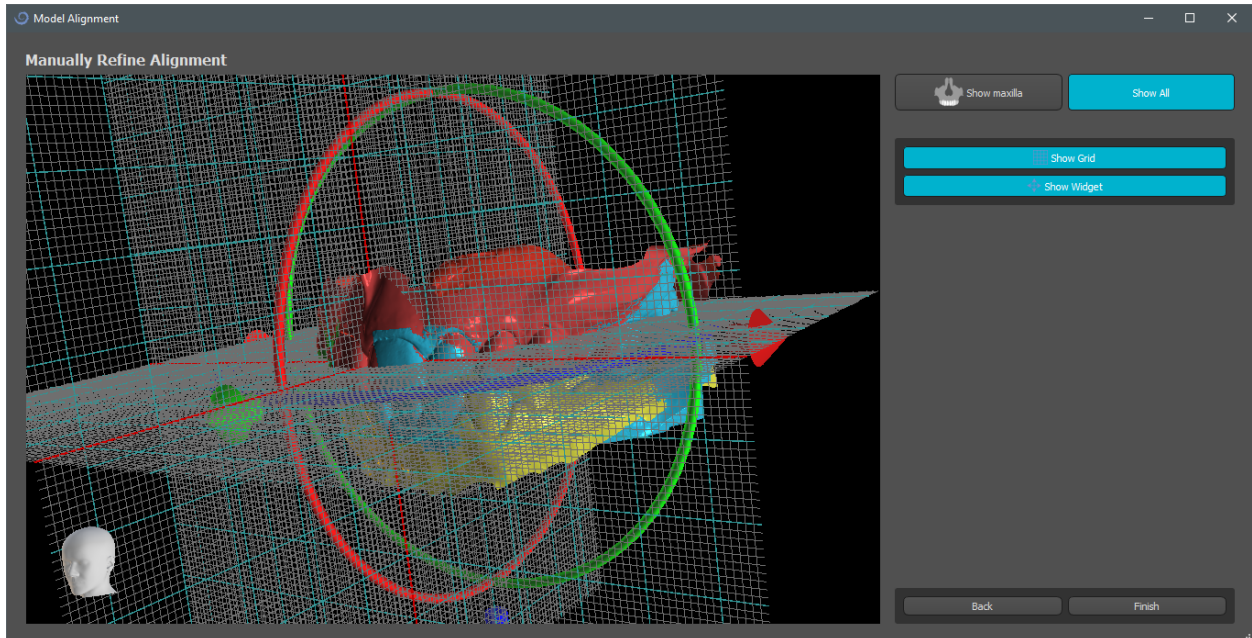 Model Alignment
Manually Refine Alignment
Show maxilla
Show All
Show Grid
Show Widget
Back
Finish